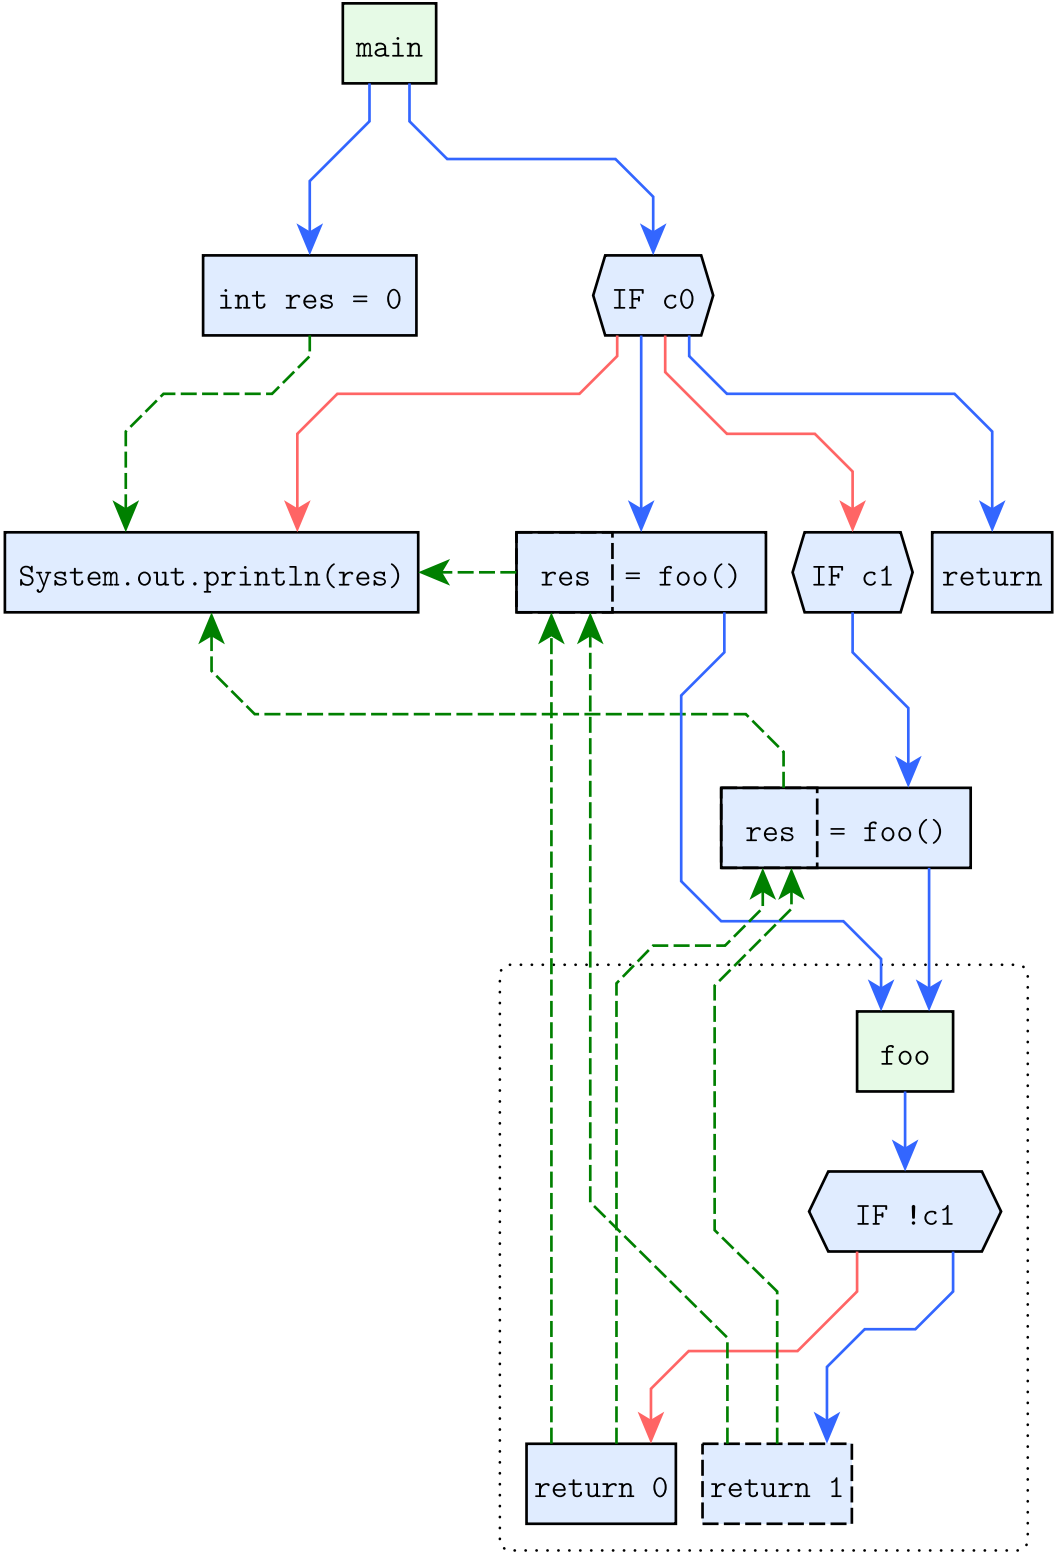 main
int res = 0
IF c0
System.out.println(res)
res = foo()
IF c1
return
res = foo()
foo
IF !c1
return 0
return 1